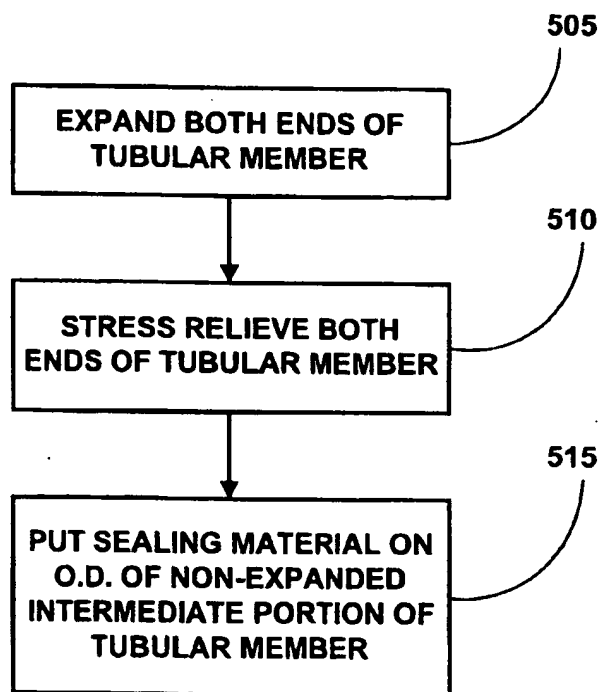 505
EXPAND BOTH ENDS OF
TUBULAR MEMBER
510
STRESS RELIEVE BOTH
ENDS OF TUBULAR MEMBER
515
PUT SEALING MATERIAL ON
O.D. OF NON-EXPANDED
INTERMEDIATE PORTION OF
TUBULAR MEMBER